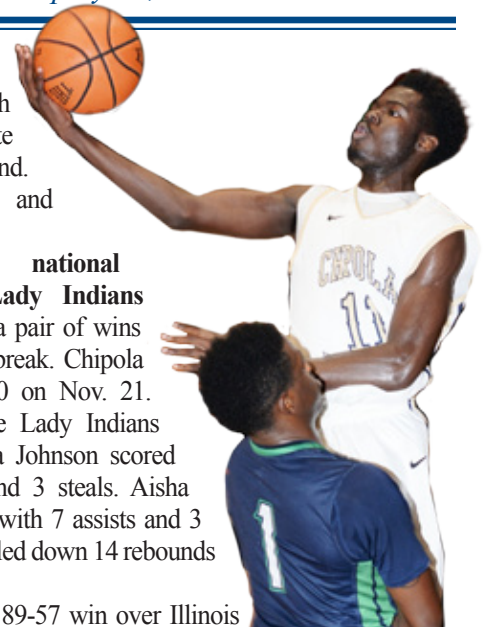 nd.
and
national
Lady Indians
a pair of wins
break. Chipola
0 on Nov. 21.
e Lady Indians
a Johnson scored
nd 3 steals. Aisha
with 7 assists and 3
led down 14 rebounds
89-57 win over Illinois
CHIPOLA
11
1